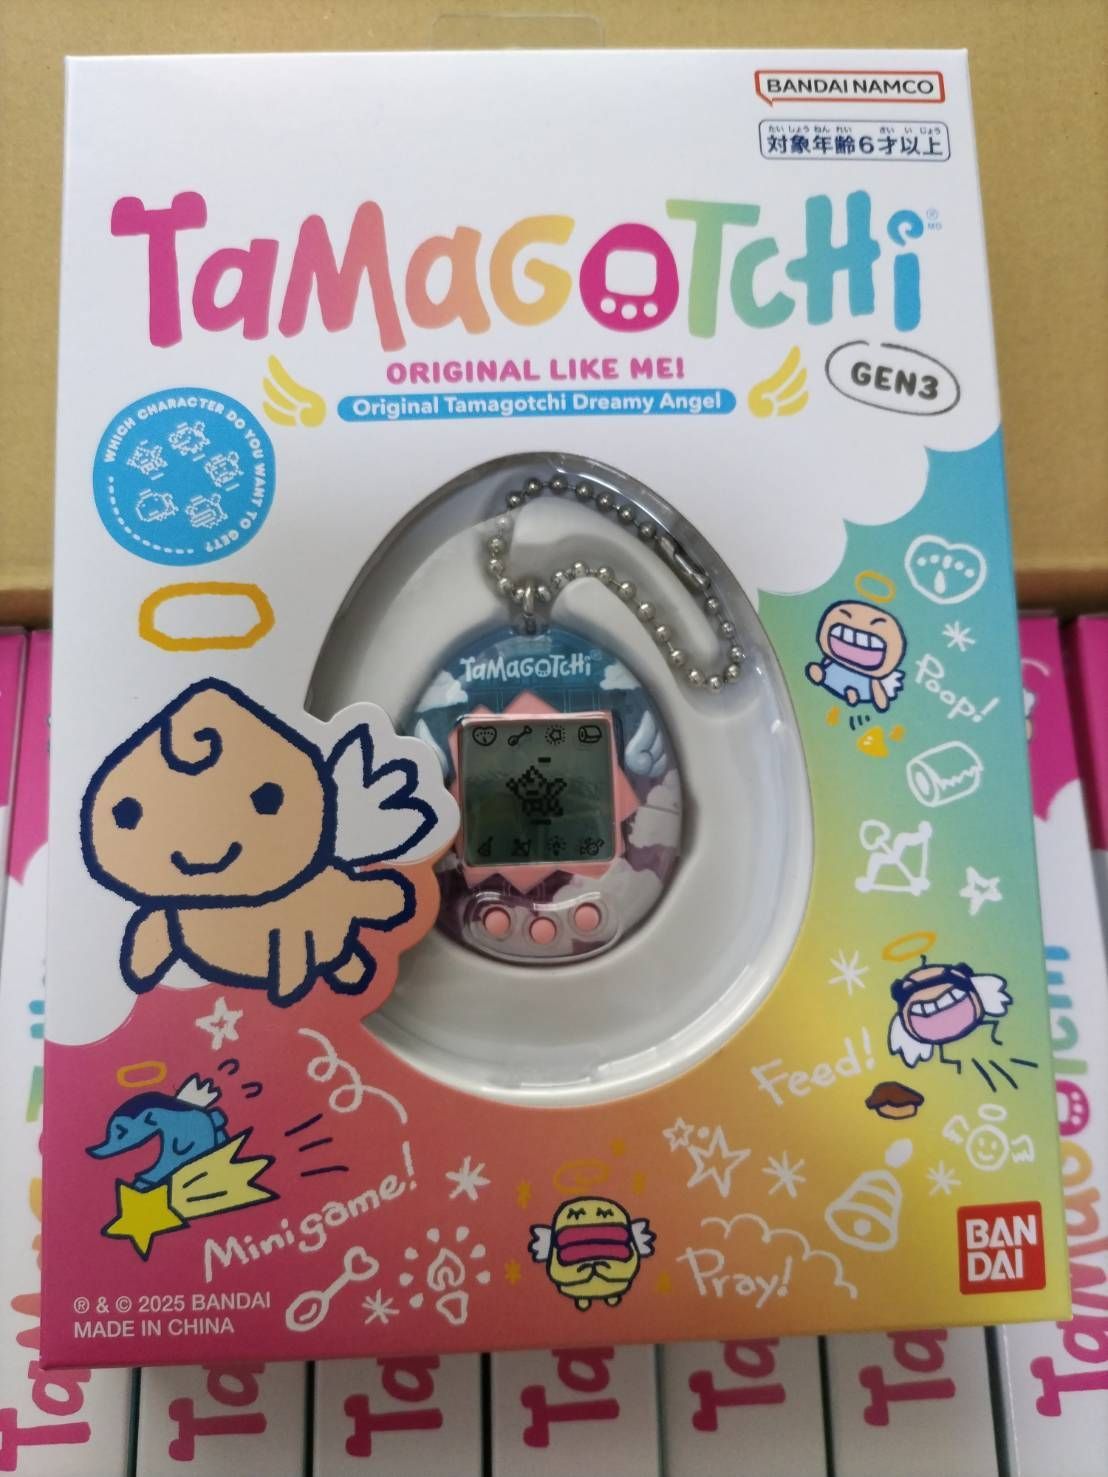 BANDAI NAMCO
たいしょうねんれい さいいじょう
対象年齢6才以上
TaMaGoTcHi®
MD
ORIGINAL LIKE ME!
Original Tamagotchi Dreamy Angel
GEN3
WHICH CHARACTER DO YOU WANT TO GET?
TaMaGoTcHi®
Poop!
Feed!
Minigame!
Pray!
BAN
DAI
® & © 2025 BANDAI
MADE IN CHINA